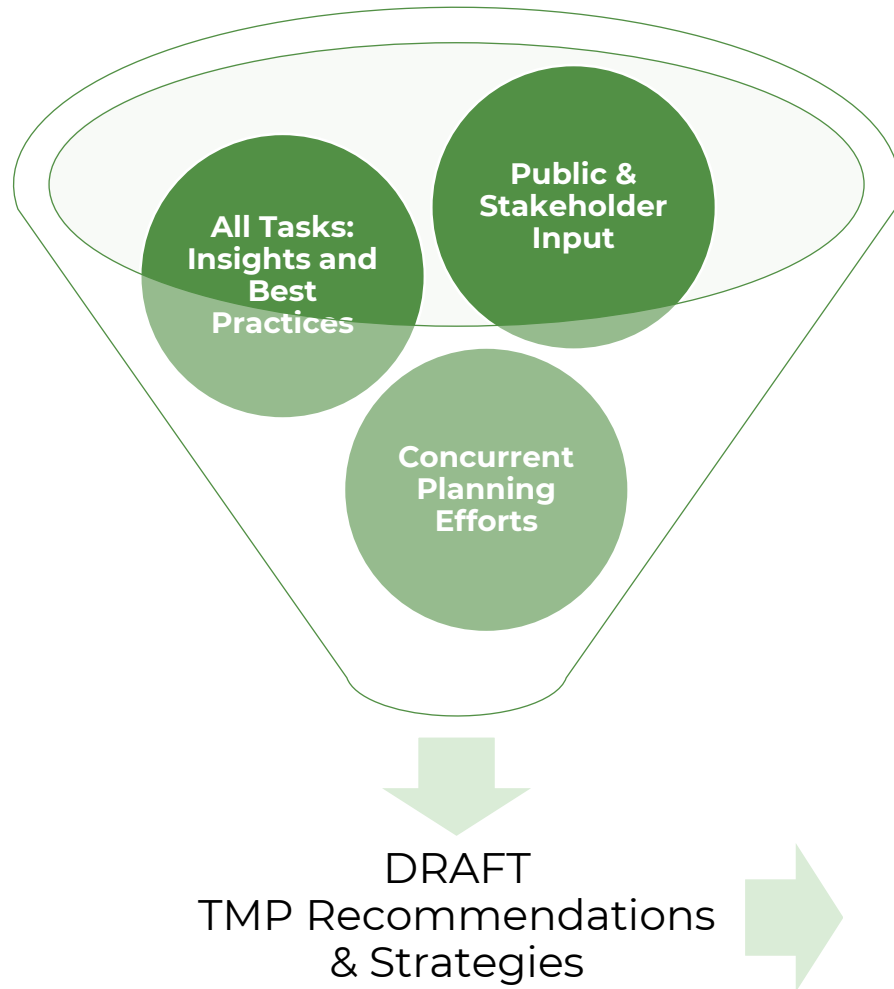 All Tasks:
Insights and
Best
Practices
Public &
Stakeholder
Input
Concurrent
Planning
Efforts
DRAFT
TMP Recommendations
& Strategies